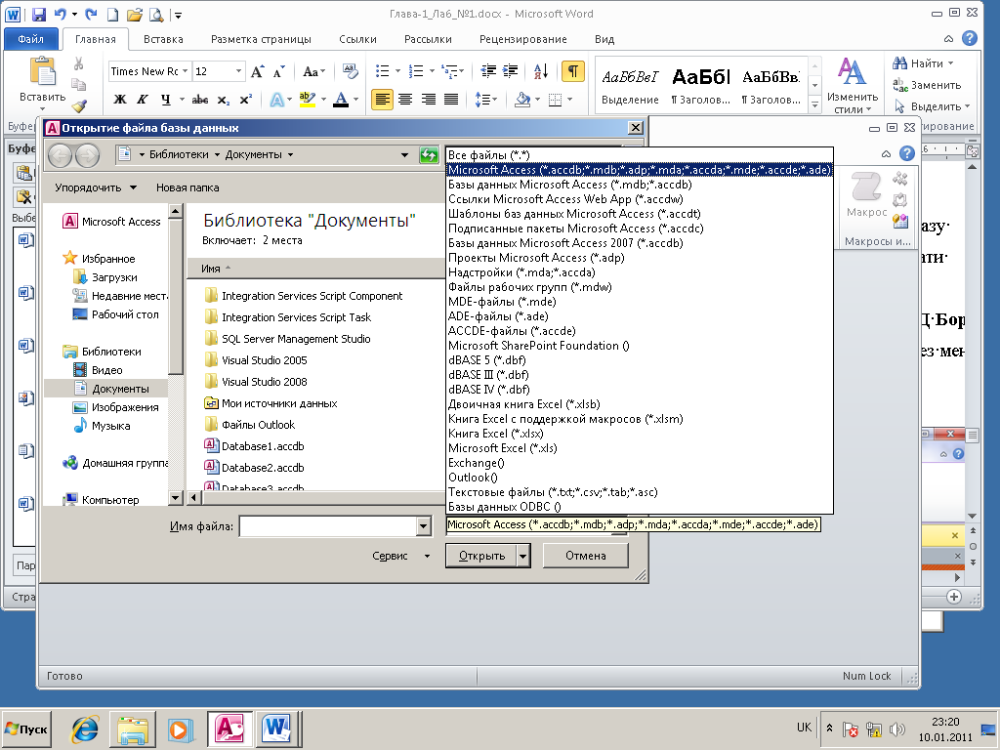 Глава-1_Ла6_№1.docx - Microsoft Word
Файл Главная Вставка Разметка страницы Ссылки Рассылки Рецензирование Вид
Вставить
Times New Ro 12
Aa
Ж К Ч abc x₂ x²
АаБбВвГ АаБбІ АаБбВв:
Выделение ¶ Заголов... ¶ Заголов...
Изменить стили
Найти
Заменить
Выделить
Открытие файла базы данных
Библиотеки Документы
Упорядочить Новая папка
Microsoft Access
Избранное
Загрузки
Недавние мест
Рабочий стол
Библиотеки
Видео
Документы
Изображения
Музыка
Домашняя группа
Компьютер
Библиотека "Документы"
Включает: 2 места
Имя
Integration Services Script Component
Integration Services Script Task
SQL Server Management Studio
Visual Studio 2005
Visual Studio 2008
Мои источники данных
Файлы Outlook
Database1.accdb
Database2.accdb
Database3.accdb
Все файлы (*.*)
Microsoft Access (*.accdb;*.mdb;*.adp;*.mda;*.accda;*.mde;*.accde;*.ade)
Базы данных Microsoft Access (*.mdb;*.accdb)
Ссылки Microsoft Access Web App (*.accdw)
Шаблоны баз данных Microsoft Access (*.accdt)
Подписанные пакеты Microsoft Access (*.accdc)
Базы данных Microsoft Access 2007 (*.accdb)
Проекты Microsoft Access (*.adp)
Надстройки (*.mda;*.accda)
Файлы рабочих групп (*.mdw)
MDE-файлы (*.mde)
ADE-файлы (*.ade)
ACCDE-файлы (*.accde)
Microsoft SharePoint Foundation ()
dBASE 5 (*.dbf)
dBASE III (*.dbf)
dBASE IV (*.dbf)
Двоичная книга Excel (*.xlsb)
Книга Excel с поддержкой макросов (*.xlsm)
Книга Excel (*.xlsx)
Microsoft Excel (*.xls)
Exchange()
Outlook()
Текстовые файлы (*.txt;*.csv;*.tab;*.asc)
Базы данных ODBC ()
Microsoft Access (*.accdb;*.mdb;*.adp;*.mda;*.accda;*.mde;*.accde;*.ade)
Имя файла:
Сервис Открыть Отмена
Макрос
Макросы и...
Готово Num Lock
Пуск UK 23:20
10.01.2011